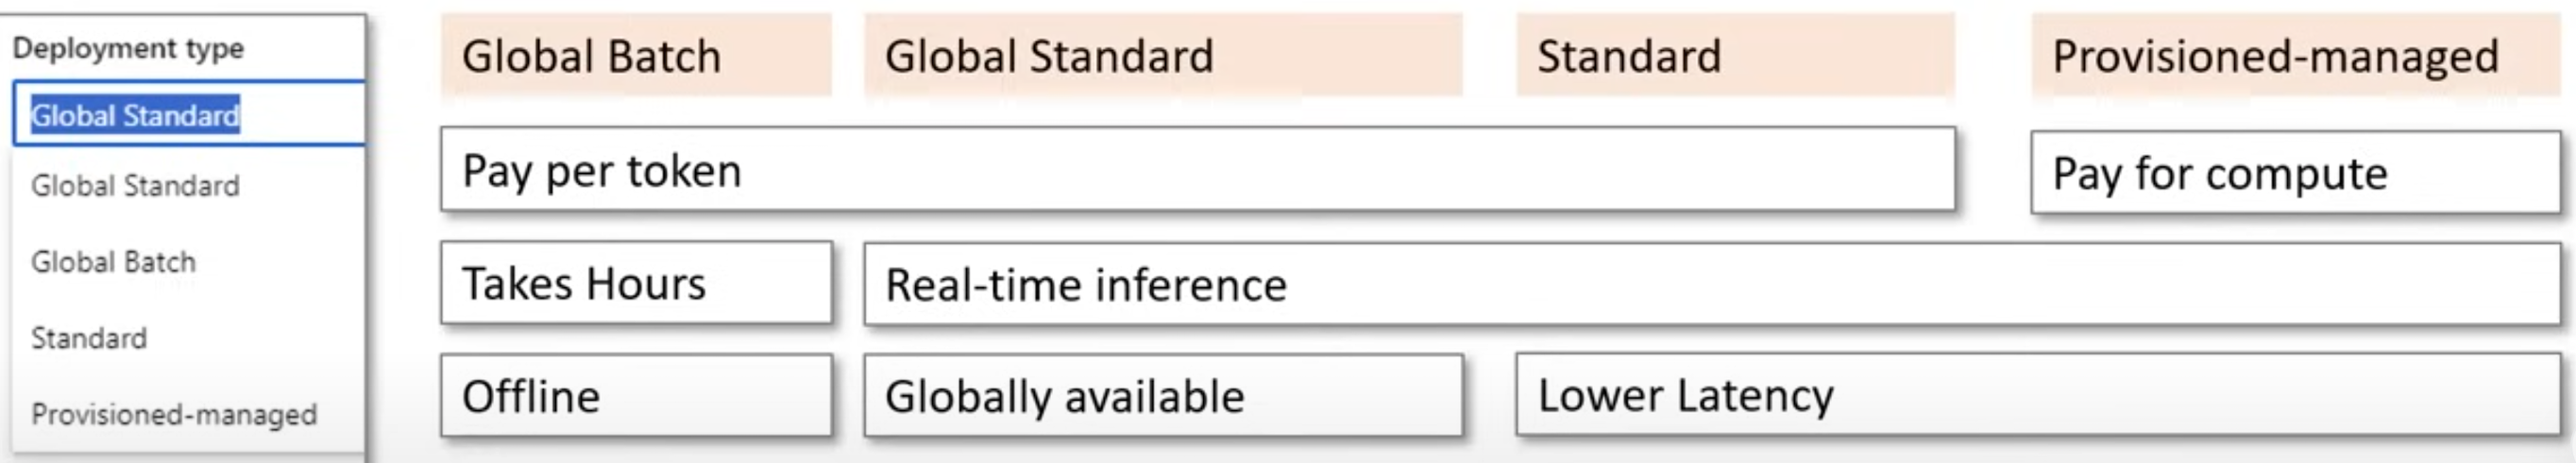 Deployment type
Global Standard
Global Standard
Global Batch
Standard
Provisioned-managed
Global Batch
Global Standard
Standard
Provisioned-managed
Pay per token
Pay for compute
Takes Hours
Real-time inference
Offline
Globally available
Lower Latency